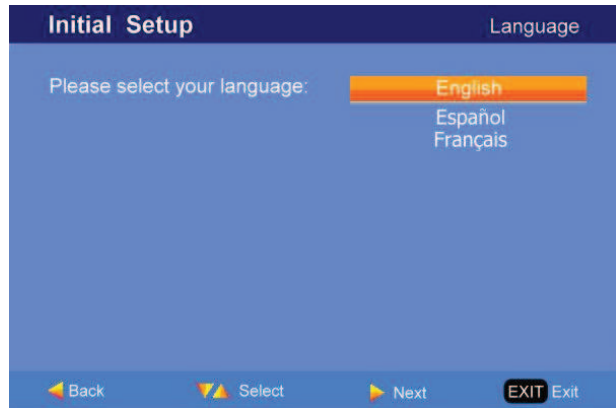 Initial Setup Language
Please select your language: English
Español
Français
Back Select Next EXIT Exit